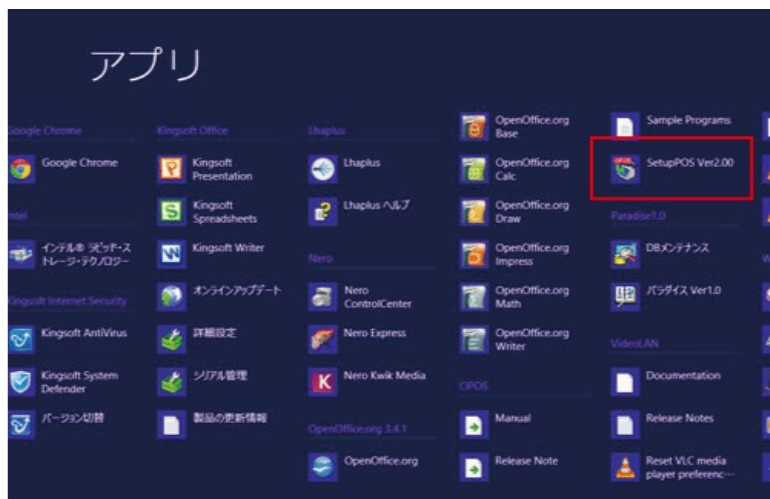 アプリ
Google Chrome
Google Chrome
Intel
インテル® ラピッド・ス
トレージ・テクノロジー
Kingsoft Internet Security
Kingsoft AntiVirus
Kingsoft System
Defender
バージョン切替
Kingsoft Office
Kingsoft
Presentation
Kingsoft
Spreadsheets
Kingsoft Writer
オンラインアップデート
詳細設定
シリアル管理
製品の更新情報
Lhaplus
Lhaplus
Lhaplus ヘルプ
Nero
Nero
ControlCenter
Nero Express
Nero Kwik Media
OpenOffice.org 3.4.1
OpenOffice.org
OpenOffice.org
Base
OpenOffice.org
Calc
OpenOffice.org
Draw
OpenOffice.org
Impress
OpenOffice.org
Math
OpenOffice.org
Writer
OPOS
Manual
Release Note
Sample Programs
SetupPOS Ver2.00
Paradise1.0
DBメンテナンス
パラダイス Ver1.0
VideoLAN
Documentation
Release Notes
Reset VLC media
player preferenc…